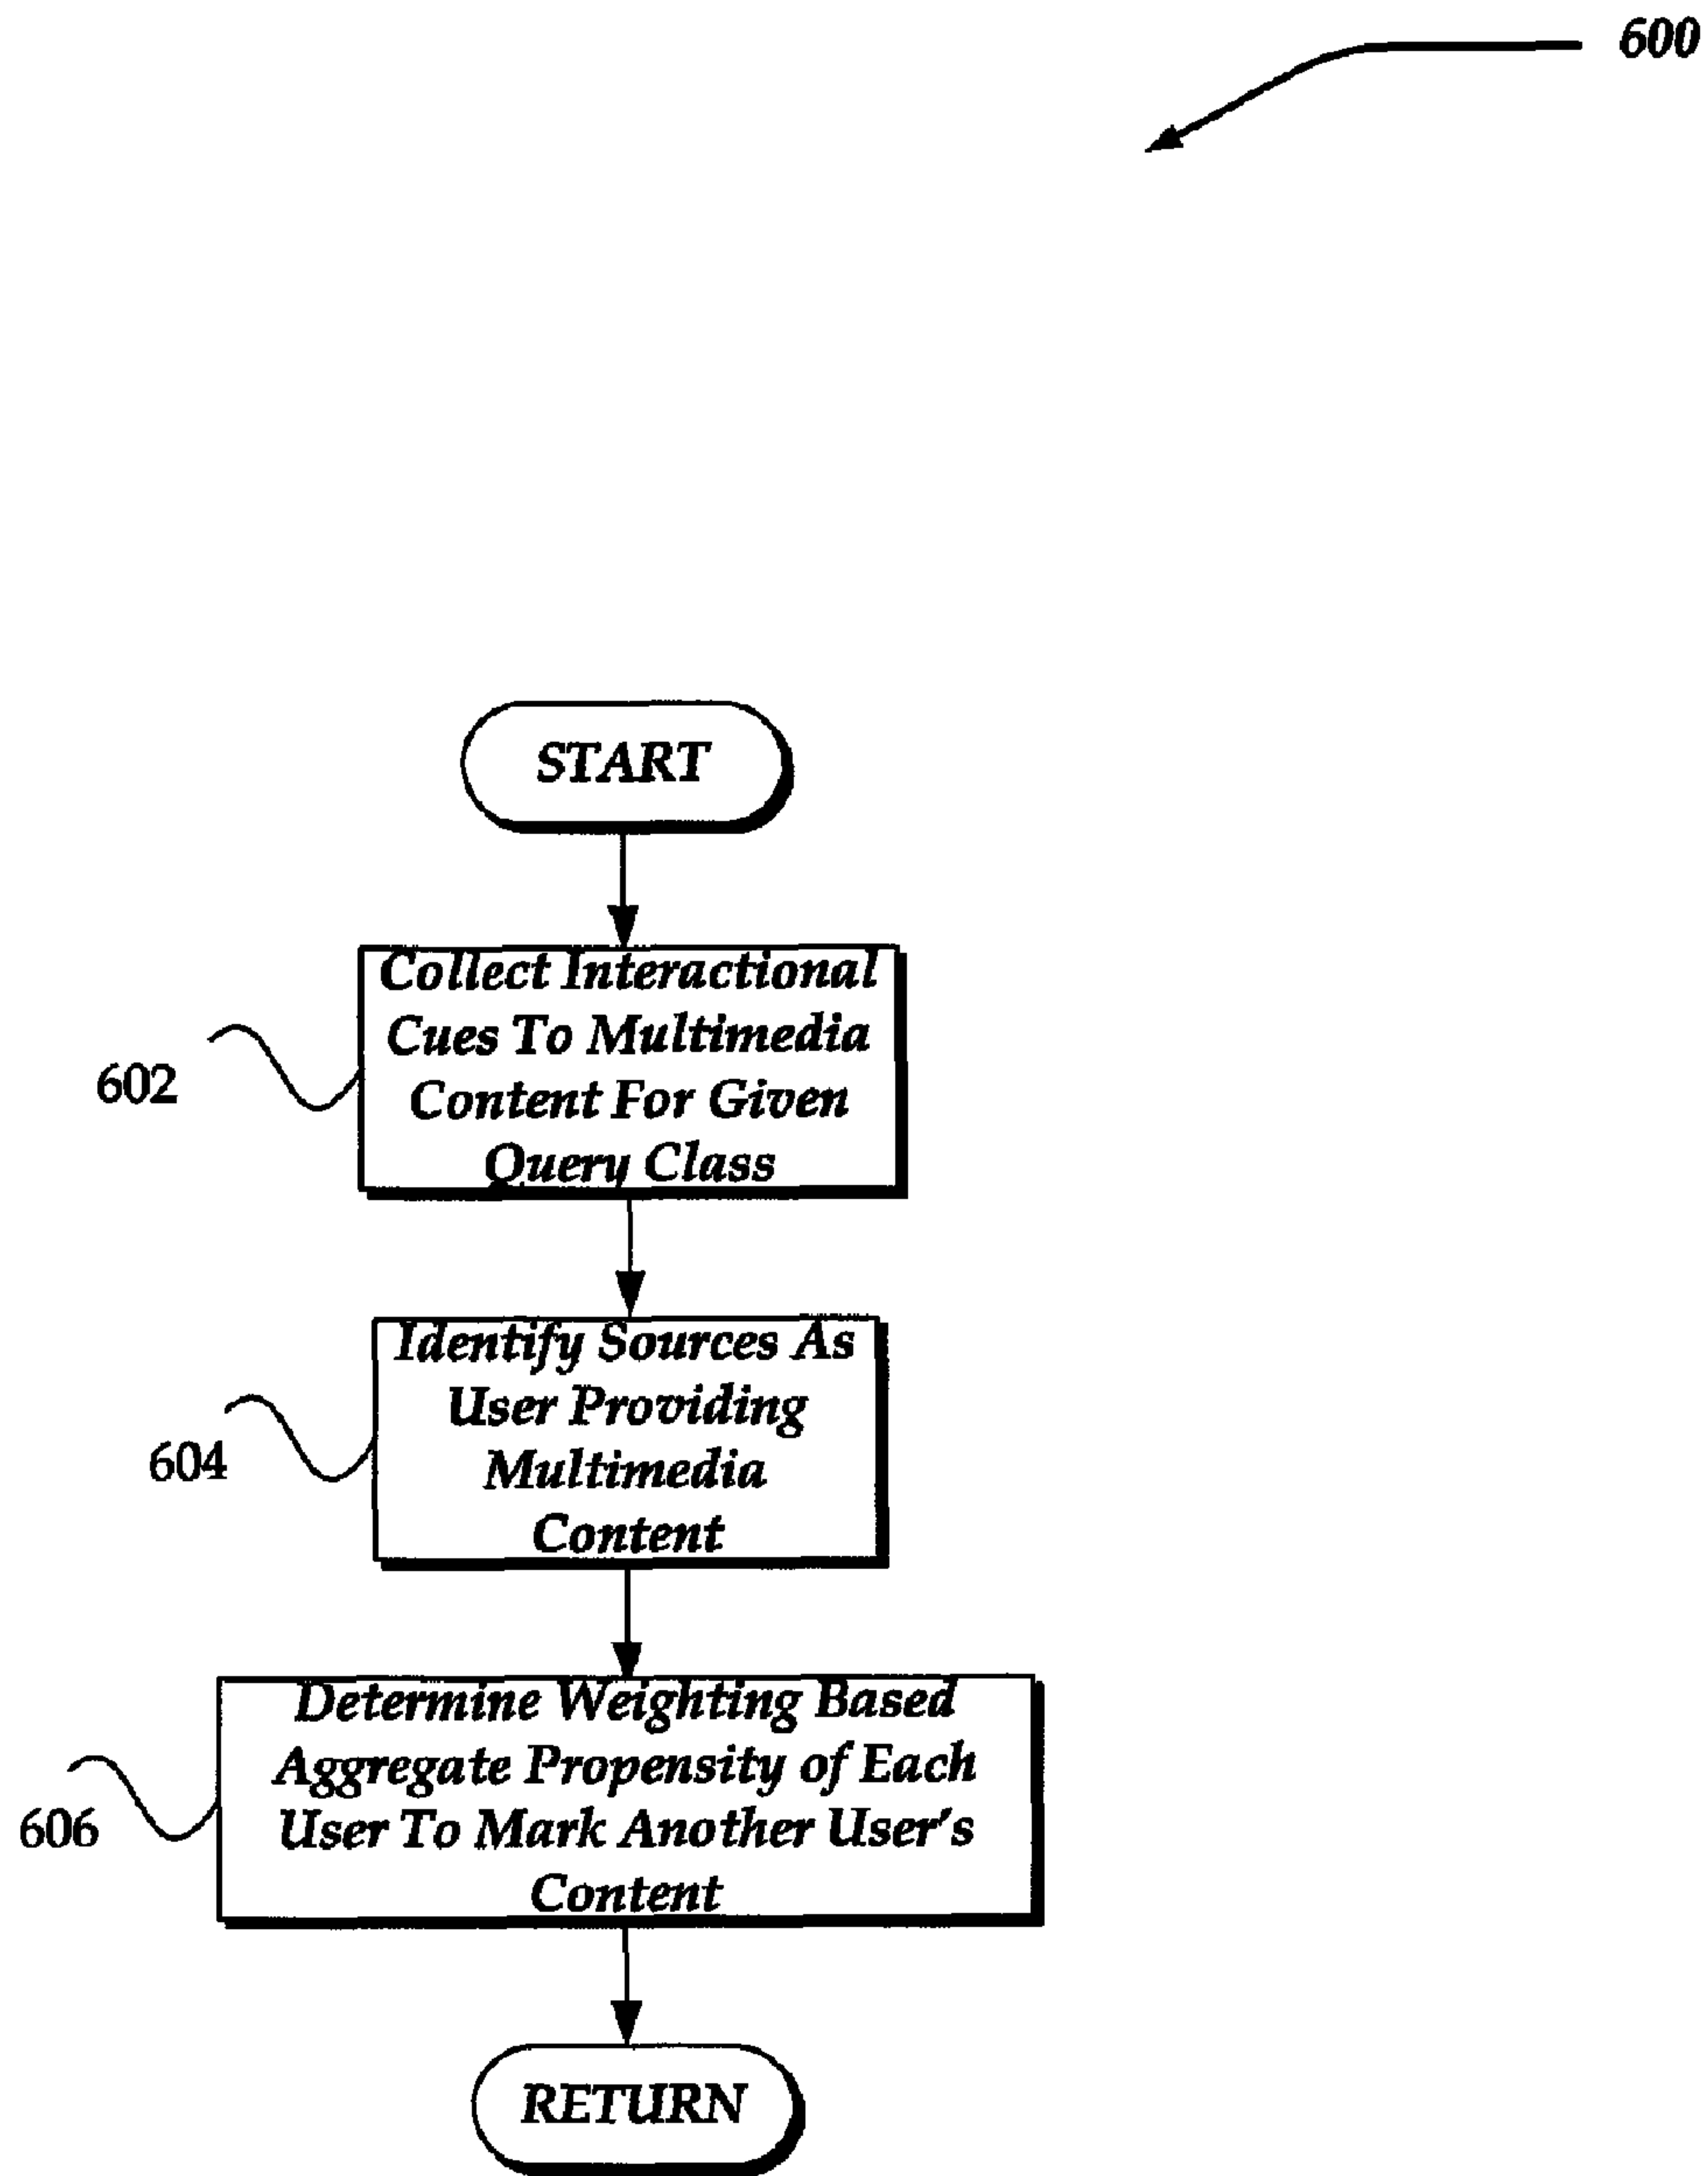 600
START
Collect Interactional
Cues To Multimedia
Content For Given
Query Class
602
Identify Sources As
User Providing
Multimedia
Content
604
Determine Weighting Based
Aggregate Propensity of Each
User To Mark Another User's
Content
606
RETURN